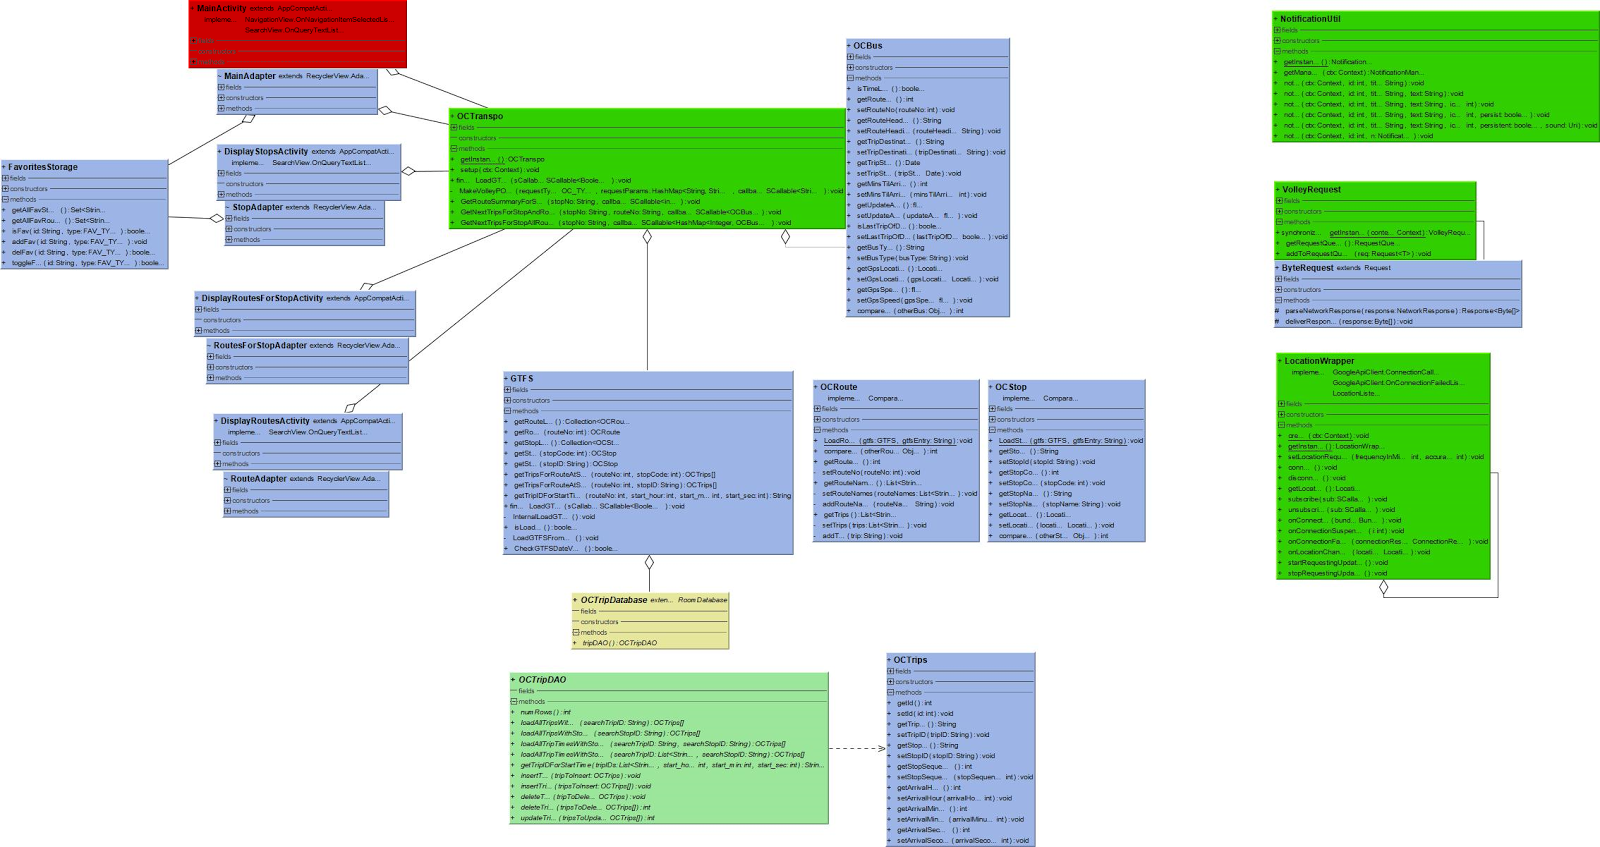 + MainActivity extends AppCompatActi...
impleme... NavigationView.OnNavigationItemSelectedLis...
SearchView.OnQueryTextList...
~ MainAdapter extends RecyclerView.Ada...
fields
constructors
methods
+ FavoritesStorage
fields
constructors
methods
+ getAllFavSt... ( ) : Set<Strin...
+ getAllFavRou... ( ) : Set<Strin...
+ isFav( id: String , type: FAV_TY... ) : boole...
+ addFav( id: String , type: FAV_TY... ) : void
+ delFav( id: String , type: FAV_TY... ) : boole...
+ toggleF... ( id: String , type: FAV_TY... ) : boole...
+ DisplayStopsActivity extends AppCompatActi...
impleme... SearchView.OnQueryTextList...
fields
constructors
methods
~ StopAdapter extends RecyclerView.Ada...
fields
constructors
methods
+ DisplayRoutesForStopActivity extends AppCompatActi...
fields
constructors
methods
+ RoutesForStopAdapter extends RecyclerView.Ada...
fields
constructors
methods
+ DisplayRoutesActivity extends AppCompatActi...
impleme... SearchView.OnQueryTextList...
fields
constructors
methods
~ RouteAdapter extends RecyclerView.Ada...
fields
constructors
methods
+ OCTranspo
fields
constructors
methods
+ getInstan... ( ) : OCTranspo
+ setup( ctx: Context) : void
+ fin... LoadGT... ( sCallab... SCallable<Boole... ) : void
- MakeVolleyPO... ( requestTy... OC_TY... , requestParams: HashMap<String, Stri... , callba... SCallable<Stri... ) : void
+ GetRouteSummaryForS... ( stopNo: String , callba... SCallable<in... ) : void
+ GetNextTripsForStopAndRo... ( stopNo: String , routeNo: String , callba... SCallable<OCBus... ) : void
+ GetNextTripsForStopAllRou... ( stopNo: String , callba... SCallable<HashMap<Integer, OCBus... ) : void
+ OCBus
fields
constructors
methods
+ isTimeL... ( ) : boole...
+ getRoute... ( ) : int
+ setRouteNo( routeNo: int) : void
+ getRouteHead... ( ) : String
+ setRouteHeadi... ( routeHeadi... String ) : void
+ getTripDestinat... ( ) : String
+ setTripDestinati... ( tripDestinati... String ) : void
+ getTripSt... ( ) : Date
+ setTripSt... ( tripSt... Date ) : void
+ getMinsTilArri... ( ) : int
+ setMinsTilArri... ( minsTilArri... int ) : void
+ getUpdateA... ( ) : fl...
+ setUpdateA... ( updateA... fl... ) : void
+ isLastTripOfD... ( ) : boole...
+ setLastTripOfD... ( lastTripOfD... boole... ) : void
+ getBusTy... ( ) : String
+ setBusType( busType: String) : void
+ getGpsLocati... ( ) : Locati...
+ setGpsLocati... ( gpsLocati... Locati... ) : void
+ getGpsSpe... ( ) : fl...
+ setGpsSpeed( gpsSpe... fl... ) : void
+ compare... ( otherBus: Obj... ) : int
+ GTFS
fields
constructors
methods
+ getRouteL... ( ) : Collection<OCRou...
+ getRo... ( routeNo: int) : OCRoute
+ getStopL... ( ) : Collection<OCSt...
+ getSt... ( stopCode: int) : OCStop
+ getSt... ( stopID: String) : OCStop
+ getTripsForRouteAtS... ( routeNo: int , stopCode: int) : OCTrips[]
+ getTripsForRouteAtS... ( routeNo: int , stopID: String) : OCTrips[]
+ getTripIDForStartTi... ( routeNo: int , start_hour: int , start_m... int , start_sec: int) : String
+ fin... LoadGT... ( sCallab... SCallable<Boole... ) : void
- InternalLoadGT... ( ) : void
+ isLoad... ( ) : boole...
- LoadGTFSFrom... ( ) : void
+ CheckGTFSDateV... ( ) : boole...
+ OCRoute
impleme... Compara...
fields
constructors
methods
+ LoadRo... ( gtfs: GTFS , gtfsEntry: String) : void
+ compare... ( otherRou... Obj... ) : int
+ getRoute... ( ) : int
- setRouteNo( routeNo: int) : void
+ getRouteNam... ( ) : List<Strin...
- setRouteNames( routeNames: List<Strin... ) : void
- addRouteNa... ( routeNa... String ) : void
+ getTrips( ) : List<Strin...
- setTrips( trips: List<Strin... ) : void
- addT... ( trip: String) : void
+ OCStop
impleme... Compara...
fields
constructors
methods
+ LoadSt... ( gtfs: GTFS , gtfsEntry: String) : void
+ getSto... ( ) : String
+ setStopId( stopId: String) : void
+ getStopCo... ( ) : int
+ setStopCo... ( stopCode: int) : void
+ getStopNa... ( ) : String
+ setStopNa... ( stopName: String) : void
+ getLocat... ( ) : Locati...
+ setLocati... ( locati... Locati... ) : void
+ compare... ( otherSt... Obj... ) : int
+ OCTripDatabase exten... RoomDatabase
fields
constructors
methods
+ tripDAO( ) : OCTripDAO
+ OCTripDAO
fields
methods
+ numRows( ) : int
+ loadAllTripsWit... ( searchTripID: String) : OCTrips[]
+ loadAllTripsWithSto... ( searchStopID: String) : OCTrips[]
+ loadAllTripTimesWithSto... ( searchTripID: String , searchStopID: String) : OCTrips[]
+ loadAllTripTimesWithSto... ( searchTripID: List<Strin... , searchStopID: String) : OCTrips[]
+ getTripIDForStartTime( tripIDs: List<Strin... , start_ho... int , start_min: int , start_sec: int) : Strin...
+ insertT... ( tripToInsert: OCTrips) : void
+ insertTri... ( tripsToInsert: OCTrips[]) : void
+ deleteT... ( tripToDele... OCTrips ) : void
+ deleteTri... ( tripsToDele... OCTrips[]) : int
+ updateTri... ( tripsToUpda... OCTrips[]) : int
+ OCTrips
fields
constructors
methods
+ getId( ) : int
+ setId( id: int) : void
+ getTrip... ( ) : String
+ setTripID( tripID: String) : void
+ getStop... ( ) : String
+ setStopID( stopID: String) : void
+ getStopSeque... ( ) : int
+ setStopSeque... ( stopSequen... int ) : void
+ getArrivalH... ( ) : int
+ setArrivalHour( arrivalHo... int ) : void
+ getArrivalMin... ( ) : int
+ setArrivalMin... ( arrivalMinu... int ) : void
+ getArrivalSec... ( ) : int
+ setArrivalSeco... ( arrivalSeco... int ) : void
+ NotificationUtil
fields
constructors
methods
+ getInstan... ( ) : Notification...
+ getMana... ( ctx: Context) : NotificationMan...
+ not... ( ctx: Context , id: int , tit... String ) : void
+ not... ( ctx: Context , id: int , tit... String , text: String) : void
+ not... ( ctx: Context , id: int , tit... String , text: String , ic... int ) : void
+ not... ( ctx: Context , id: int , tit... String , text: String , ic... int , persist: boole... ) : void
+ not... ( ctx: Context , id: int , tit... String , text: String , ic... int , persistent: boole... , sound: Uri) : void
+ not... ( ctx: Context , id: int , n: Notificat... ) : void
+ VolleyRequest
fields
constructors
methods
+ synchroniz... getInstan... ( conte... Context ) : VolleyRequ...
+ getRequestQue... ( ) : RequestQue...
+ addToRequestQu... ( req: Request<T> ) : void
+ ByteRequest extends Request
fields
constructors
methods
# parseNetworkResponse( response: NetworkResponse) : Response<Byte[]>
# deliverRespon... ( response: Byte[]) : void
+ LocationWrapper
impleme... GoogleApiClient.ConnectionCall...
GoogleApiClient.OnConnectionFailedLis...
LocationListe...
fields
constructors
methods
+ cre... ( ctx: Context) : void
+ getInstan... ( ) : LocationWrap...
+ setLocationRequ... ( frequencyInMi... int , accura... int ) : void
+ conn... ( ) : void
+ disconn... ( ) : void
+ getLocat... ( ) : Locati...
+ subscribe( sub: SCalla... ) : void
+ unsubscri... ( sub: SCalla... ) : void
+ onConnect... ( bund... Bun... ) : void
+ onConnectionSuspen... ( i: int) : void
+ onConnectionFa... ( connectionRes... ConnectionRe... ) : void
+ onLocationChan... ( locati... Locati... ) : void
+ startRequestingUpdat... ( ) : void
+ stopRequestingUpda... ( ) : void